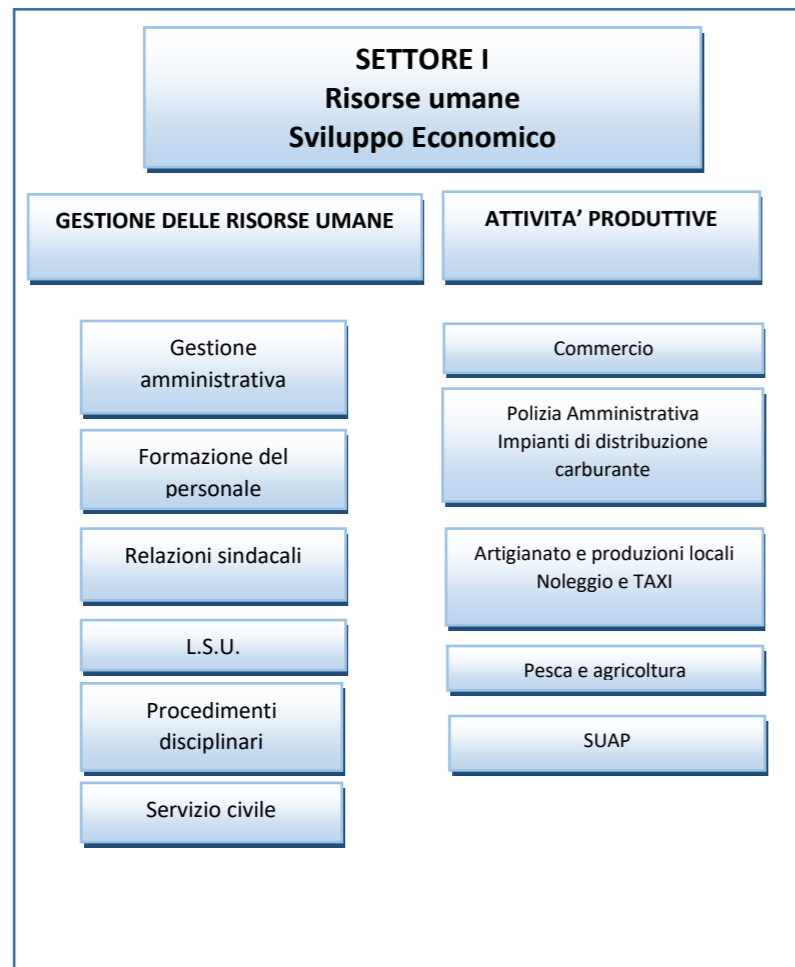 SETTORE I
Risorse umane
Sviluppo Economico
GESTIONE DELLE RISORSE UMANE
Gestione
amministrativa
Formazione del
personale
Relazioni sindacali
L.S.U.
Procedimenti
disciplinari
Servizio civile
ATTIVITA’ PRODUTTIVE
Commercio
Polizia Amministrativa
Impianti di distribuzione
carburante
Artigianato e produzioni locali
Noleggio e TAXI
Pesca e agricoltura
SUAP